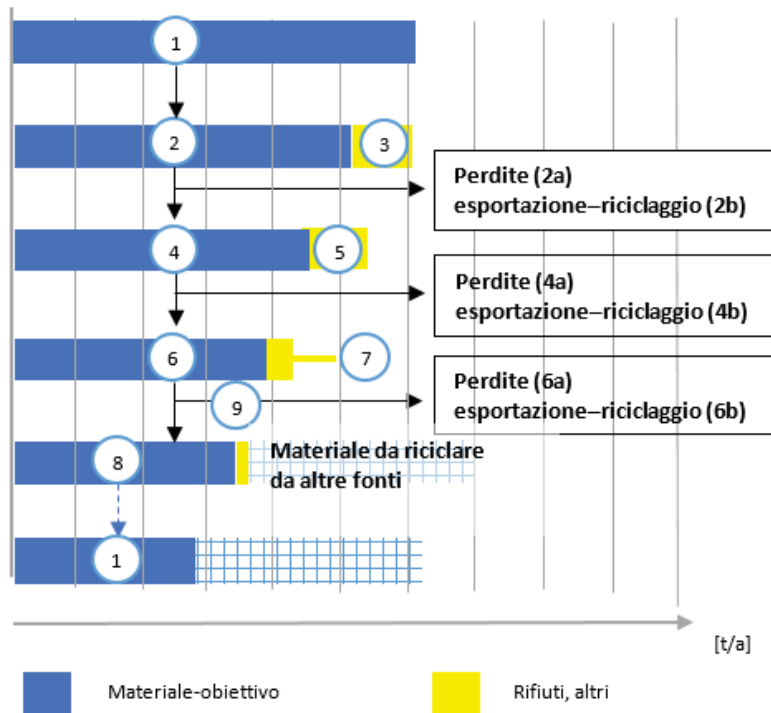 1
2
3
Perdite (2a)
esportazione–riciclaggio (2b)
4
5
Perdite (4a)
esportazione–riciclaggio (4b)
6
7
Perdite (6a)
esportazione–riciclaggio (6b)
9
8
Materiale da riciclare
da altre fonti
1
[t/a]
Materiale-obiettivo
Rifiuti, altri